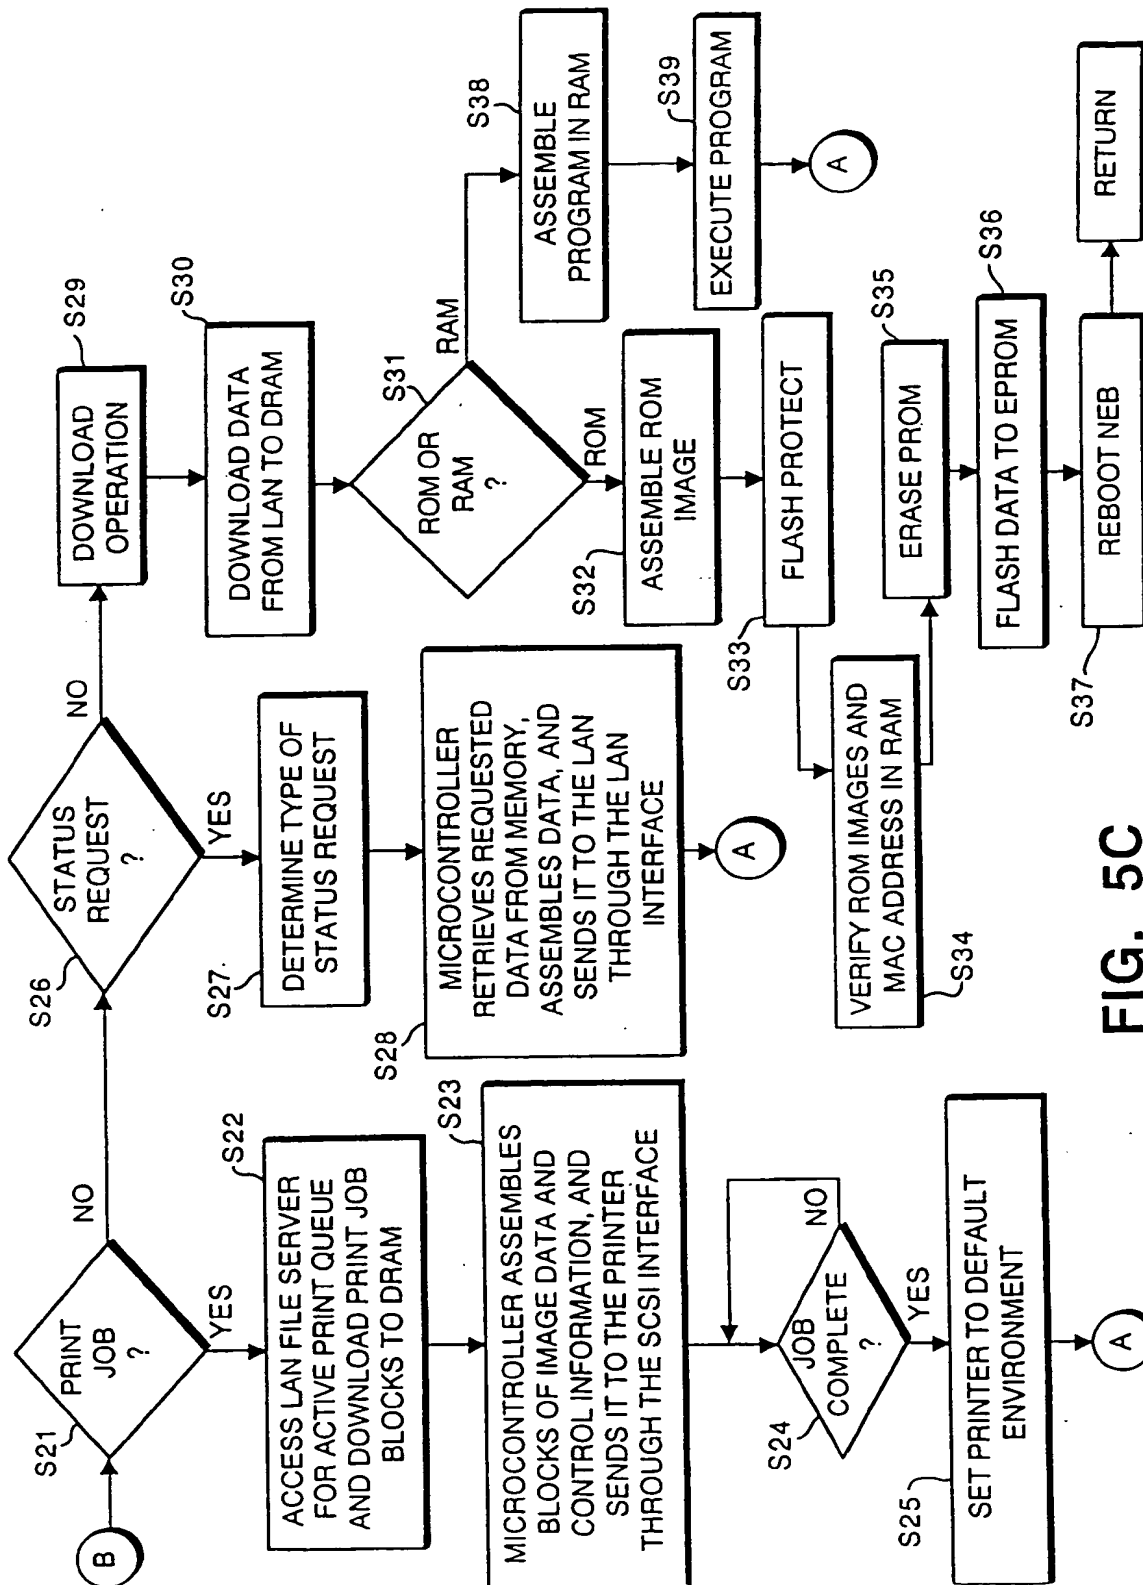 B
S21
PRINT
JOB
?
NO
YES
S22
ACCESS LAN FILE SERVER
FOR ACTIVE PRINT QUEUE
AND DOWNLOAD PRINT JOB
BLOCKS TO DRAM
S23
MICROCONTROLLER ASSEMBLES
BLOCKS OF IMAGE DATA AND
CONTROL INFORMATION, AND
SENDS IT TO THE PRINTER
THROUGH THE SCSI INTERFACE
S24
JOB
COMPLETE
?
NO
YES
S25
SET PRINTER TO DEFAULT
ENVIRONMENT
A
S26
STATUS
REQUEST
?
NO
YES
S27
DETERMINE TYPE OF
STATUS REQUEST
S28
MICROCONTROLLER
RETRIEVES REQUESTED
DATA FROM MEMORY,
ASSEMBLES DATA, AND
SENDS IT TO THE LAN
THROUGH THE LAN
INTERFACE
A
S29
DOWNLOAD
OPERATION
S30
DOWNLOAD DATA
FROM LAN TO DRAM
S31
ROM OR
RAM
?
RAM
ROM
S32
ASSEMBLE ROM
IMAGE
S33
FLASH PROTECT
VERIFY ROM IMAGES AND
MAC ADDRESS IN RAM
S34
S35
ERASE PROM
S36
FLASH DATA TO EPROM
S37
REBOOT NEB
RETURN
S38
ASSEMBLE
PROGRAM IN RAM
S39
EXECUTE PROGRAM
A
FIG. 5C